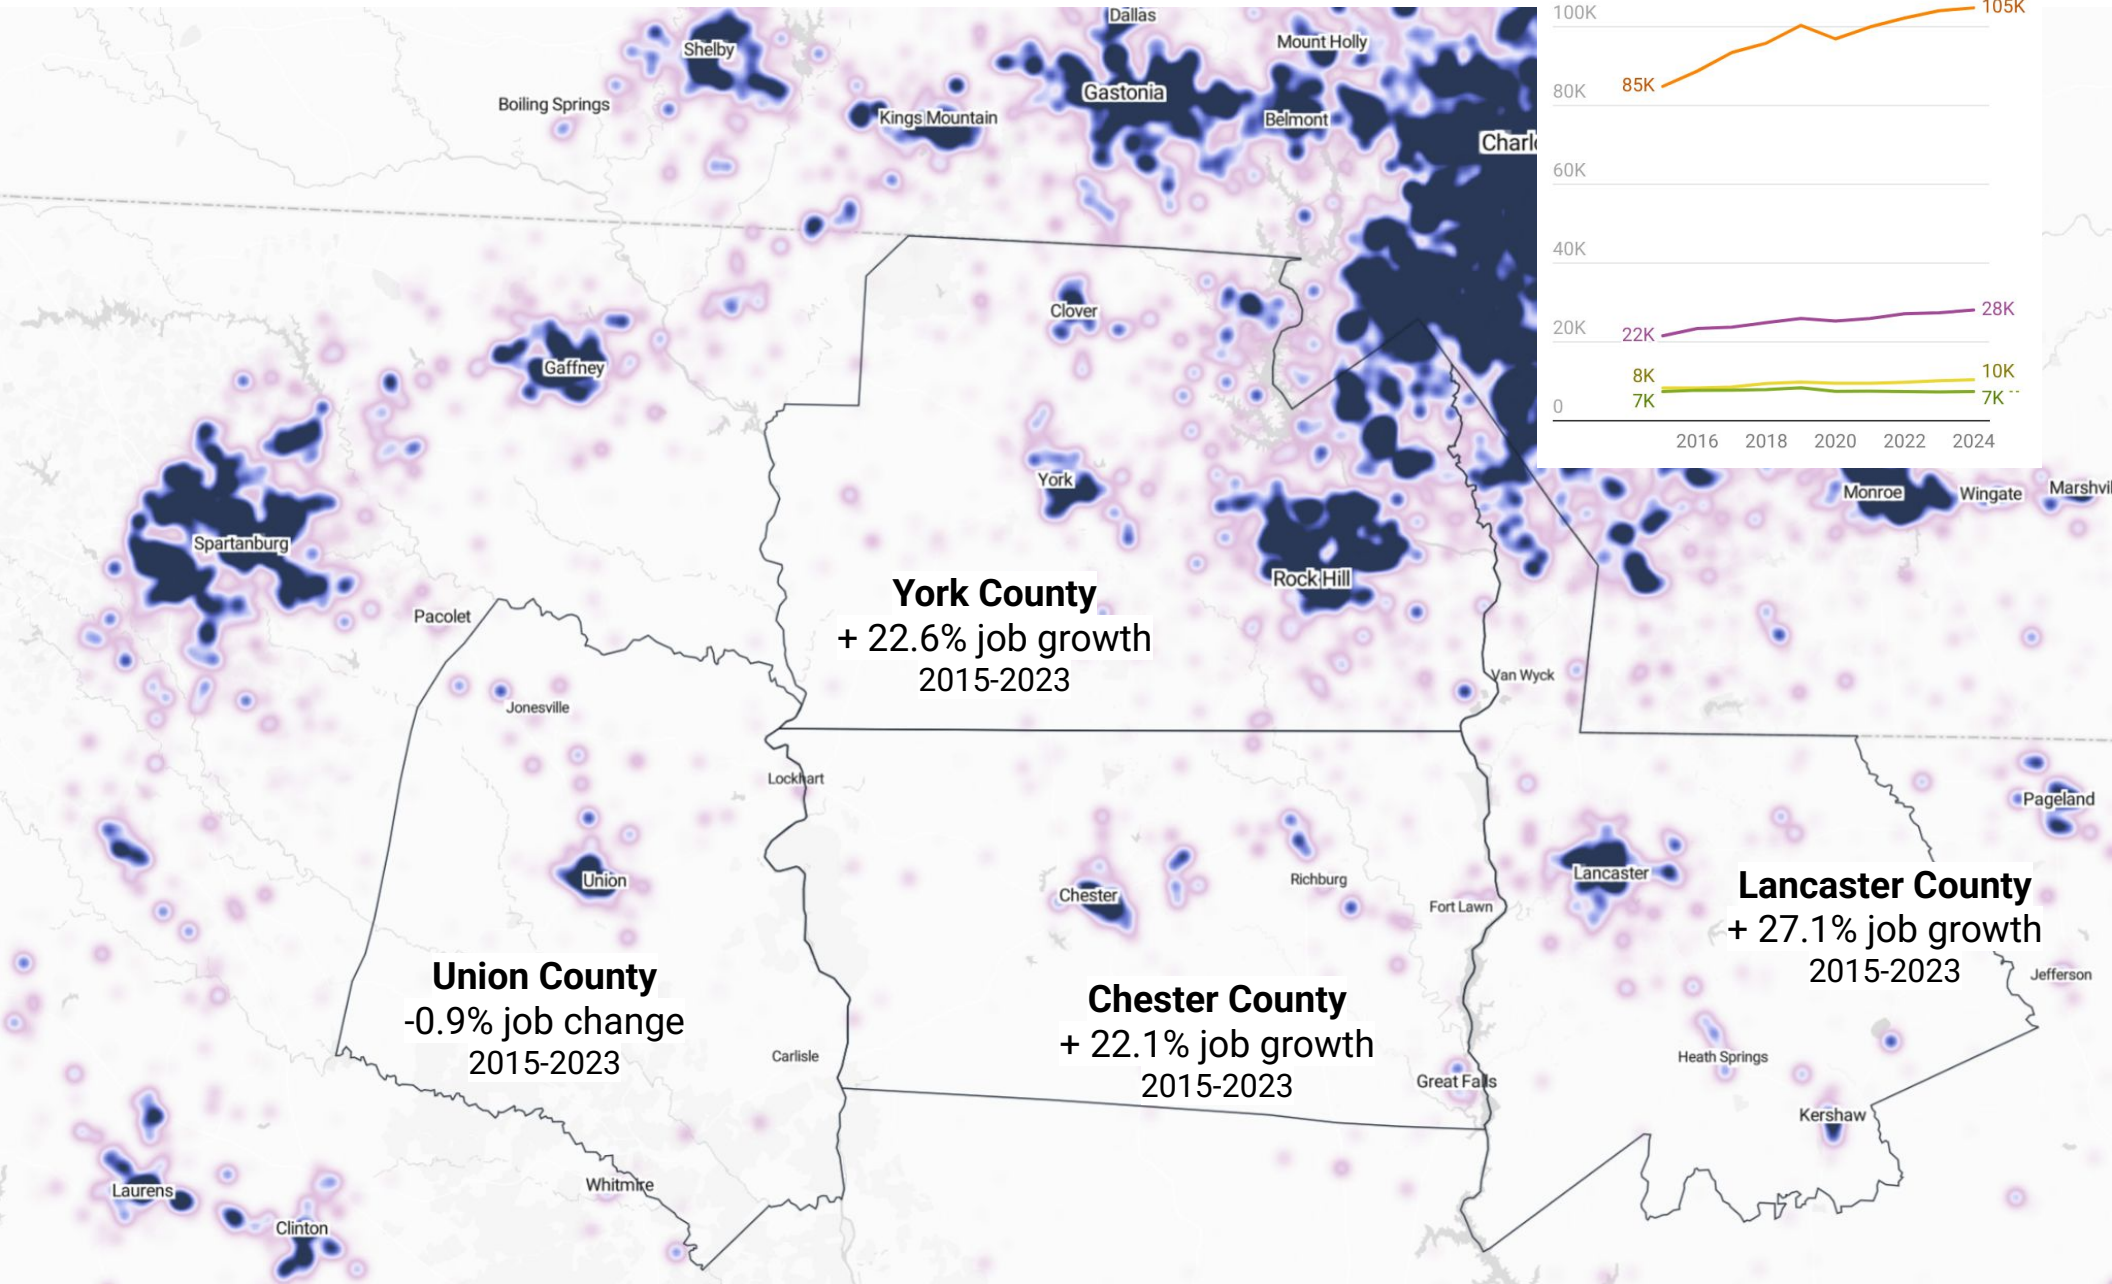 Dallas
Shelby
Mount Holly
Gastonia
Boiling Springs
Kings Mountain
Belmont
100K
105K
85K
80K
60K
40K
28K
22K
20K
8K
10K
7K
7K
0
2016 2018 2020 2022 2024
Clover
Gaffney
York
Monroe
Wingate
Spartanburg
Rock Hill
Pacolet
York County
+ 22.6% job growth
2015-2023
Van Wyck
Jonesville
Lockhart
Pageland
Union
Chester
Richburg
Fort Lawn
Lancaster
Lancaster County
+ 27.1% job growth
2015-2023
Jefferson
Union County
-0.9% job change
2015-2023
Chester County
+ 22.1% job growth
2015-2023
Carlisle
Great Falls
Heath Springs
Kershaw
Laurens
Whitmire
Clinton